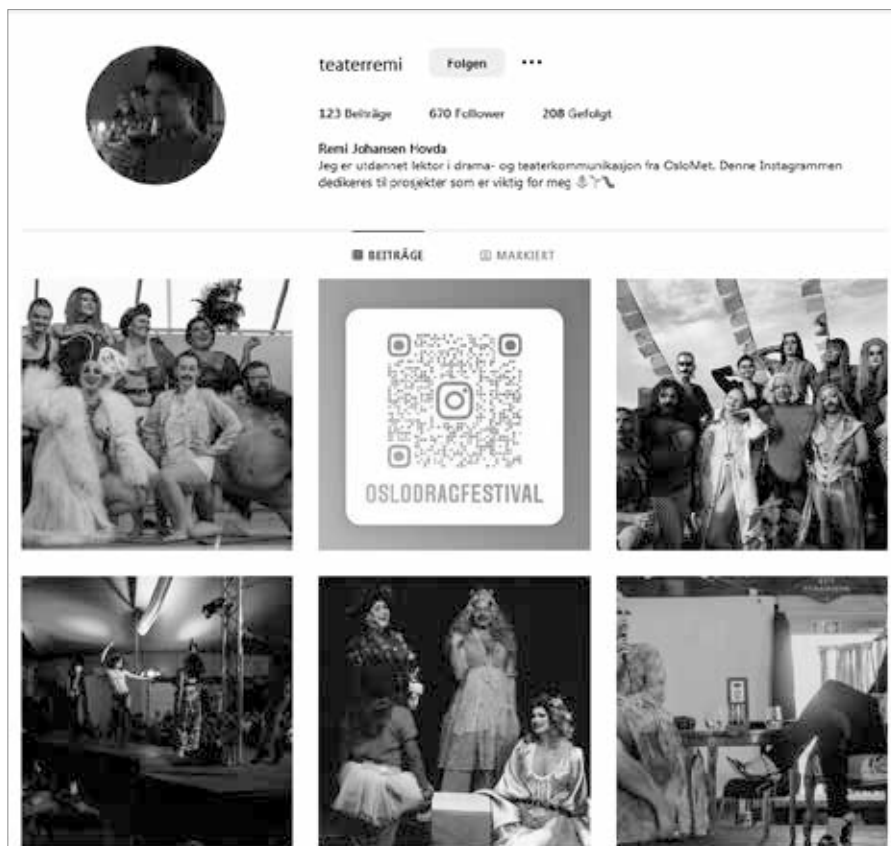 teaterremi Folgen
123 Beiträge 670 Follower 208 Gefolgt
Remi Johansen Hovda
Jeg er utdannet lektor i drama- og teaterkommunikasjon fra OsloMet. Denne Instagrammen
dedikeres til prosjekter som er viktig for meg
BEITRÄGE MARKIERT
OSLODRAGFESTIVAL